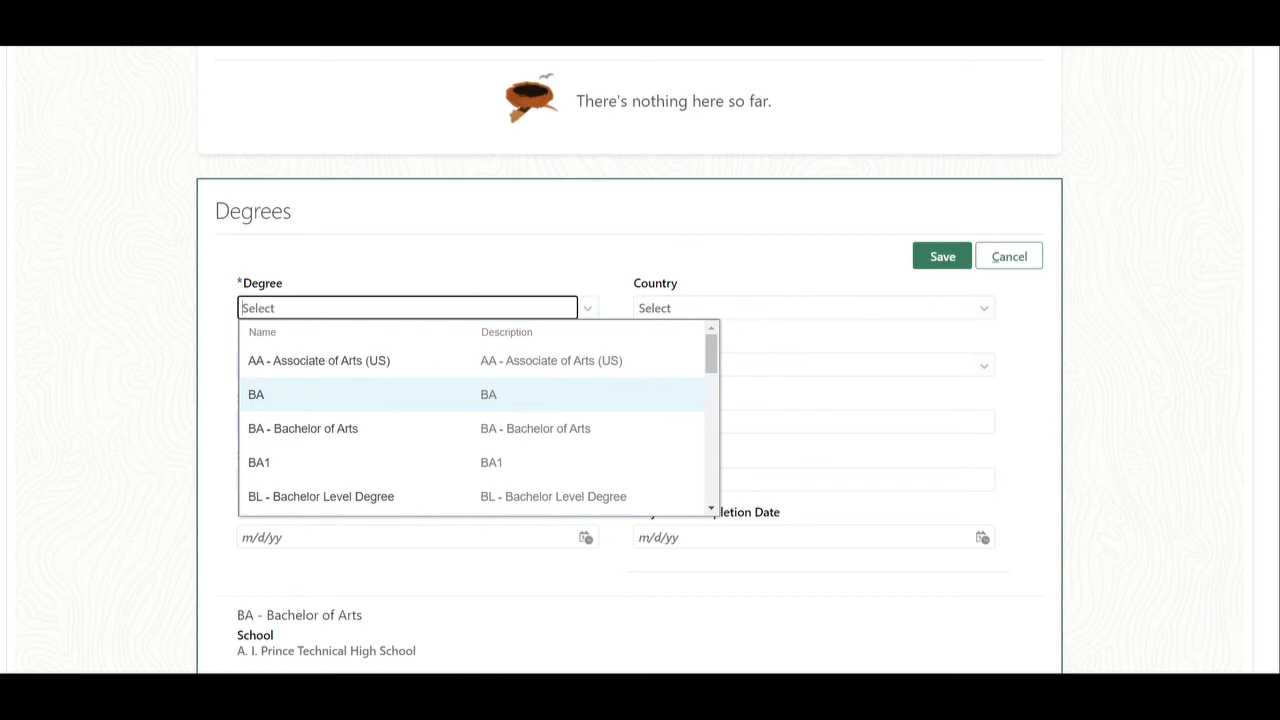 There's nothing here so far.
Degrees
Save
Cancel
*Degree
Country
Select
Select
Name
Description
AA - Associate of Arts (US)
AA - Associate of Arts (US)
BA
BA
BA - Bachelor of Arts
BA - Bachelor of Arts
BA1
BA1
BL - Bachelor Level Degree
BL - Bachelor Level Degree
Date
m/d/yy
m/d/yy
BA - Bachelor of Arts
School
A. I. Prince Technical High School